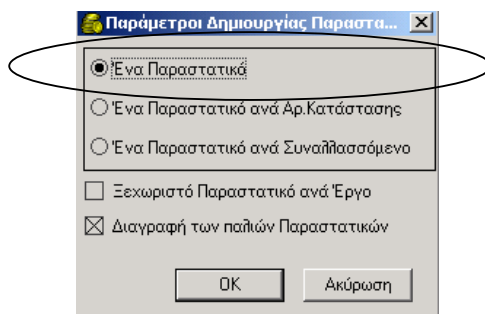 Παράμετροι Δημιουργίας Παραστα...
Ένα Παραστατικό
Ένα Παραστατικό ανά Αρ.Κατάστασης
Ένα Παραστατικό ανά Συναλλασσόμενο
Ξεχωριστό Παραστατικό ανά Έργο
Διαγραφή των παλιών Παραστατικών
OK
Ακύρωση